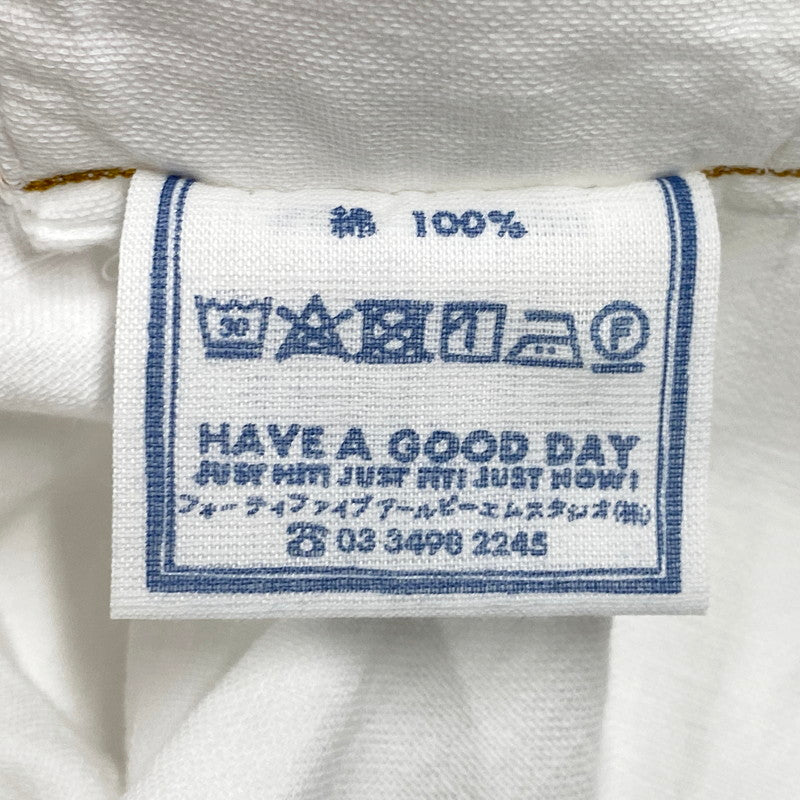 綿 100%
30 F
HAVE A GOOD DAY
JUST HIT! JUST FIT! JUST NOW!
フォーティファイブアールピーエムスタジオ(株)
☎ 03 3498 2245